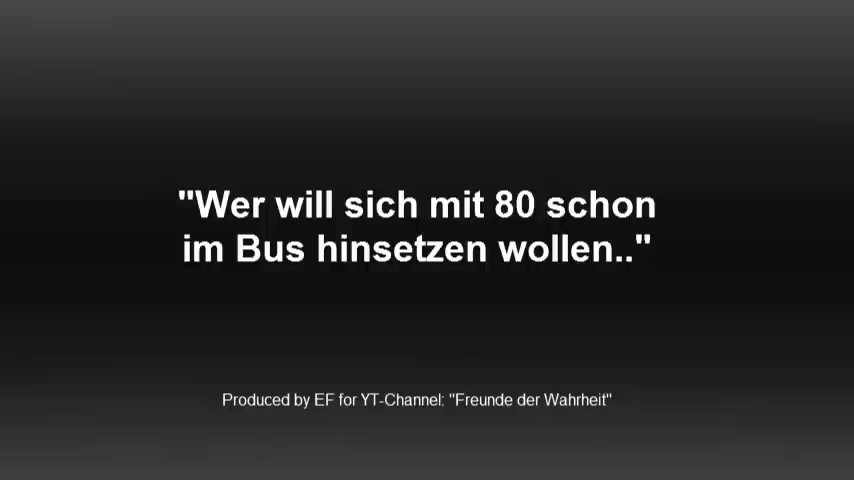 "Wer will sich mit 80 schon
im Bus hinsetzen wollen.."
Produced by EF for YT-Channel: "Freunde der Wahrheit"